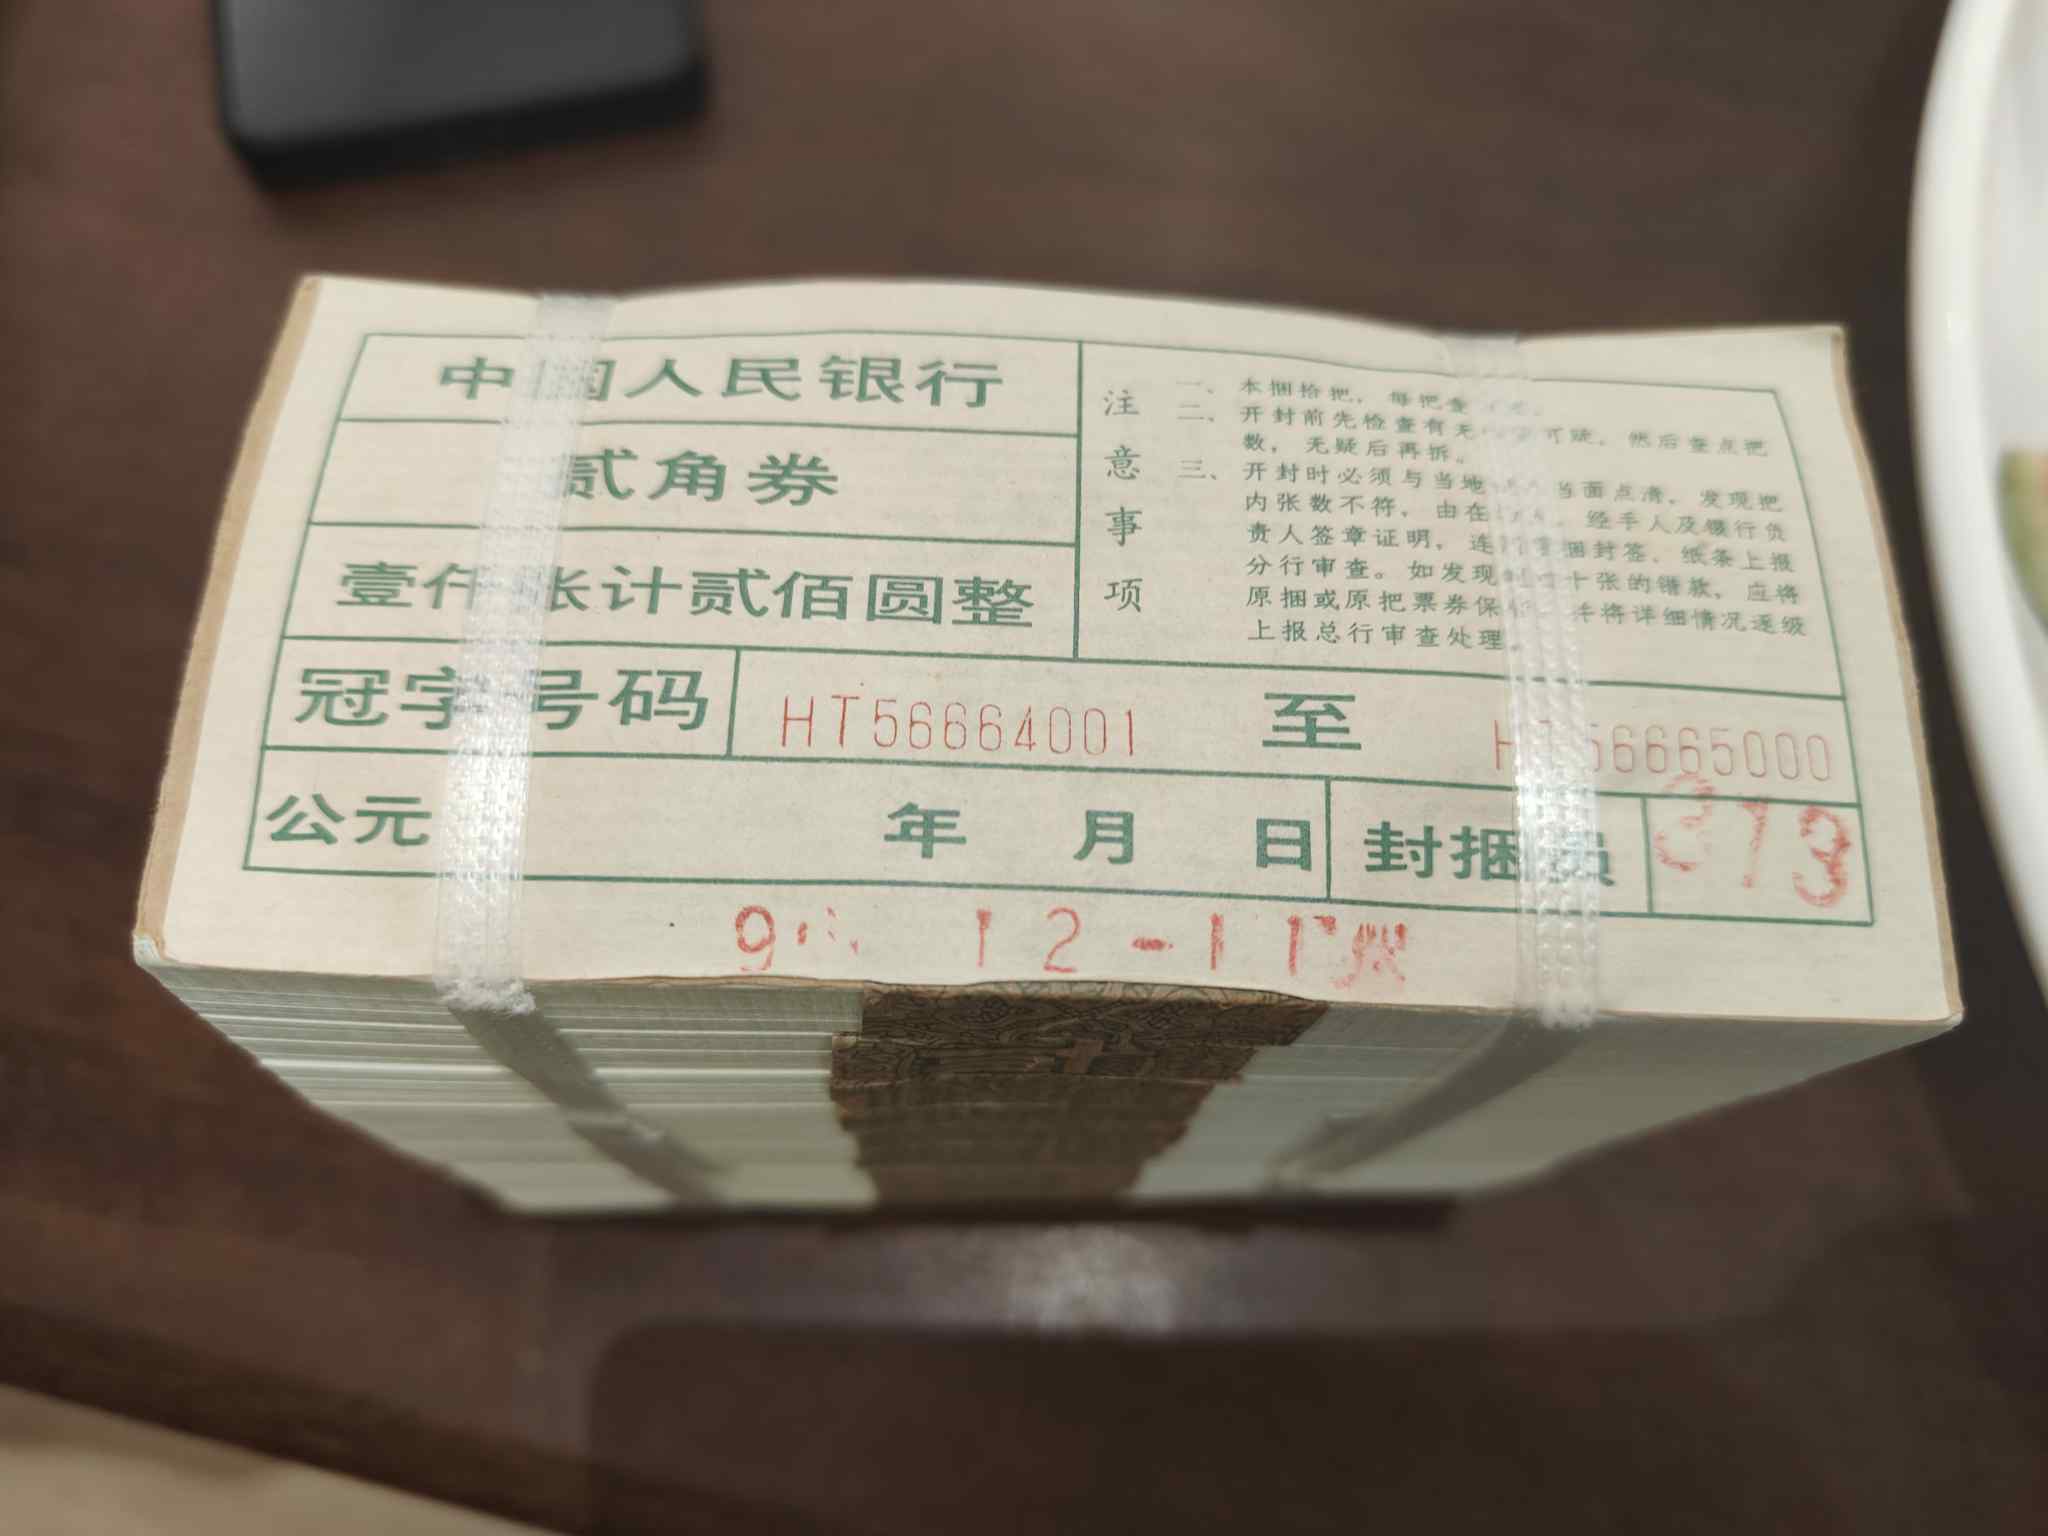 中国人民银行
贰角券
壹仟张计贰佰圆整
注意事项
一、本捆拾把，每把壹
二、开封前先检查有无 可疑，然后查点把
数，无疑后再拆。
三、开封时必须与当地 当面点清，发现把
内张数不符，由在 经手人及银行负
责人签章证明，连 捆封签、纸条上报
分行审查。如发现 十张的错款，应将
原捆或原把票券保 并将详细情况逐级
上报总行审查处理。
冠字号码 HT56664001 至 HT56665000
公元 年 月 日 封捆员 373
9 12-1